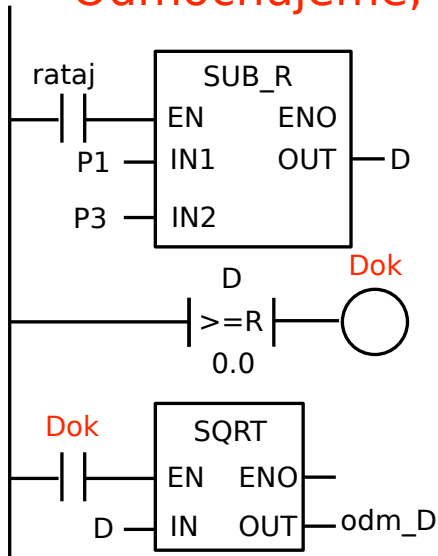 rataj
SUB_R
EN ENO
P1 IN1 OUT D
P3 IN2
D Dok
>=R
0.0
Dok
SQRT
EN ENO
D IN OUT odm_D